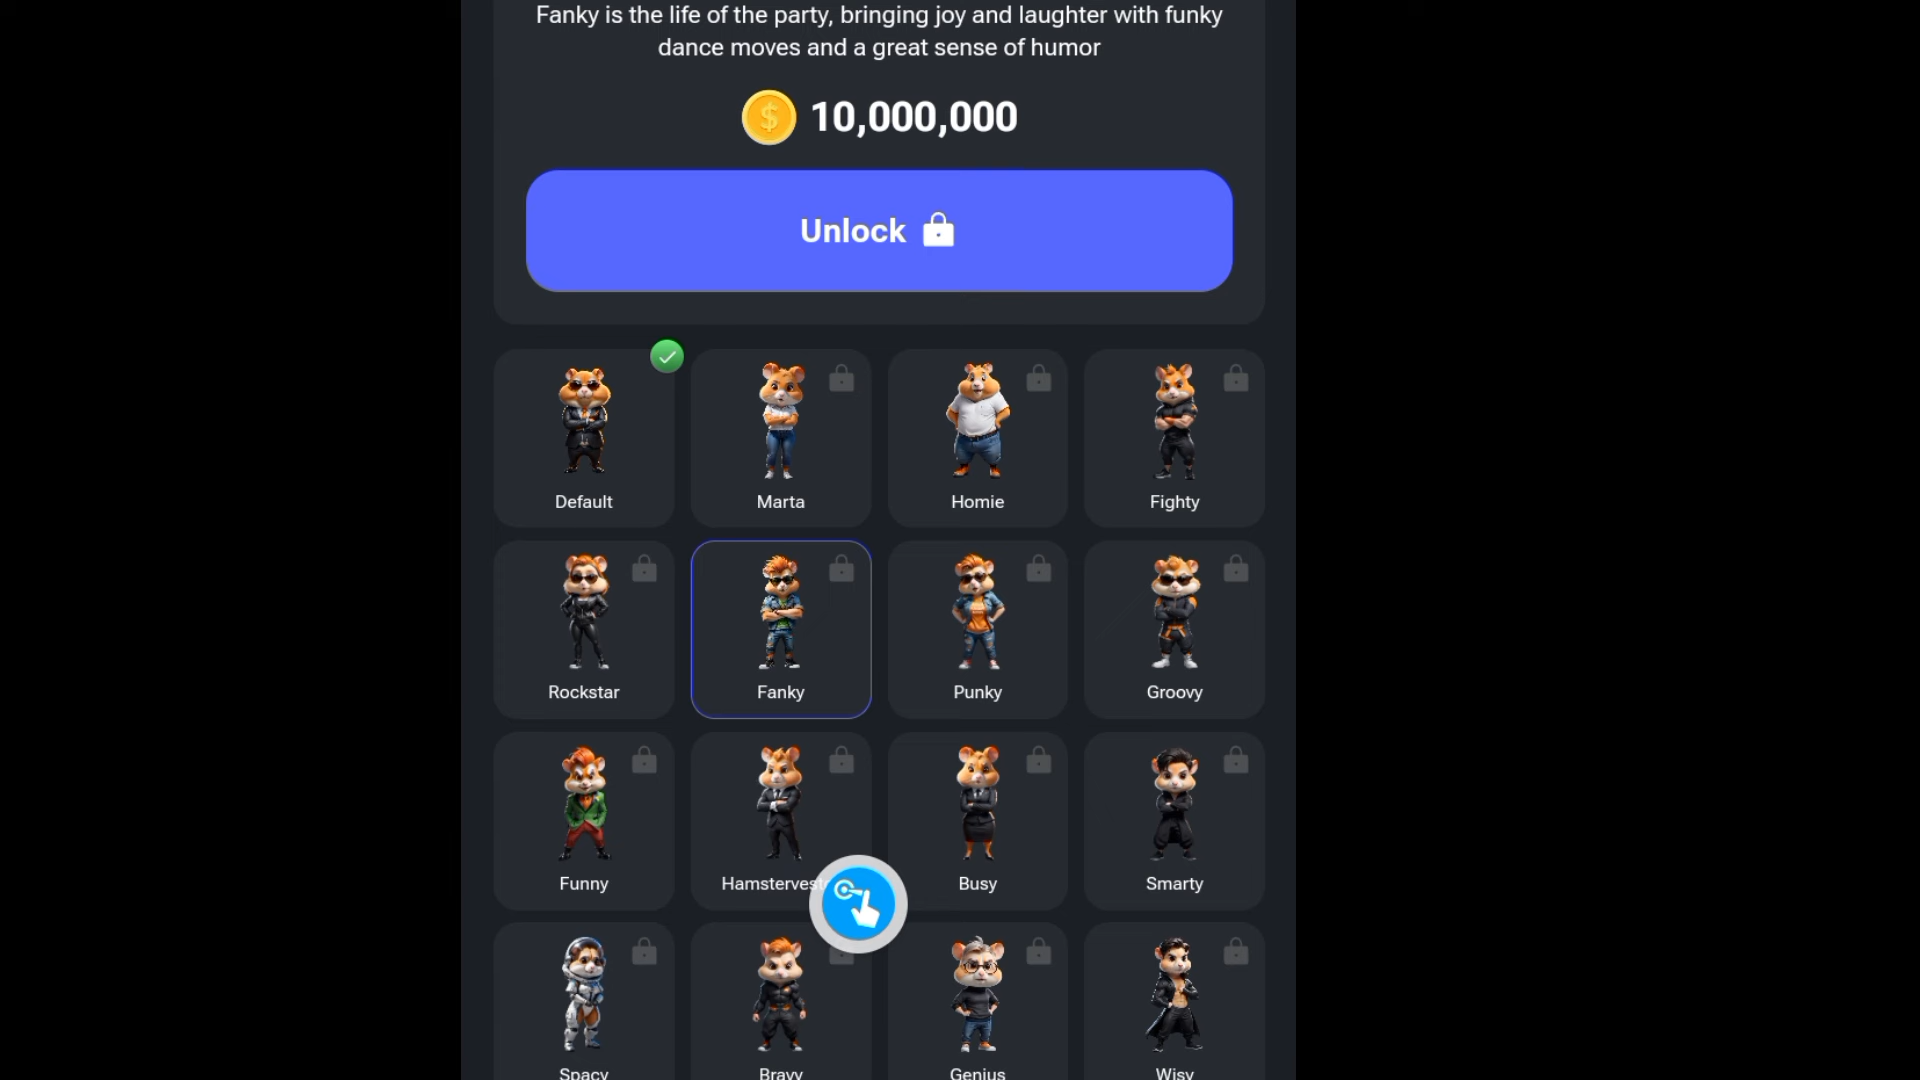 Fanky is the life of the party, bringing joy and laughter with funky
dance moves and a great sense of humor
$ 10,000,000
Unlock
Default Marta Homie Fighty
Rockstar Fanky Punky Groovy
Funny Hamstervest Busy Smarty
Spacy Bravy Genius Wisy